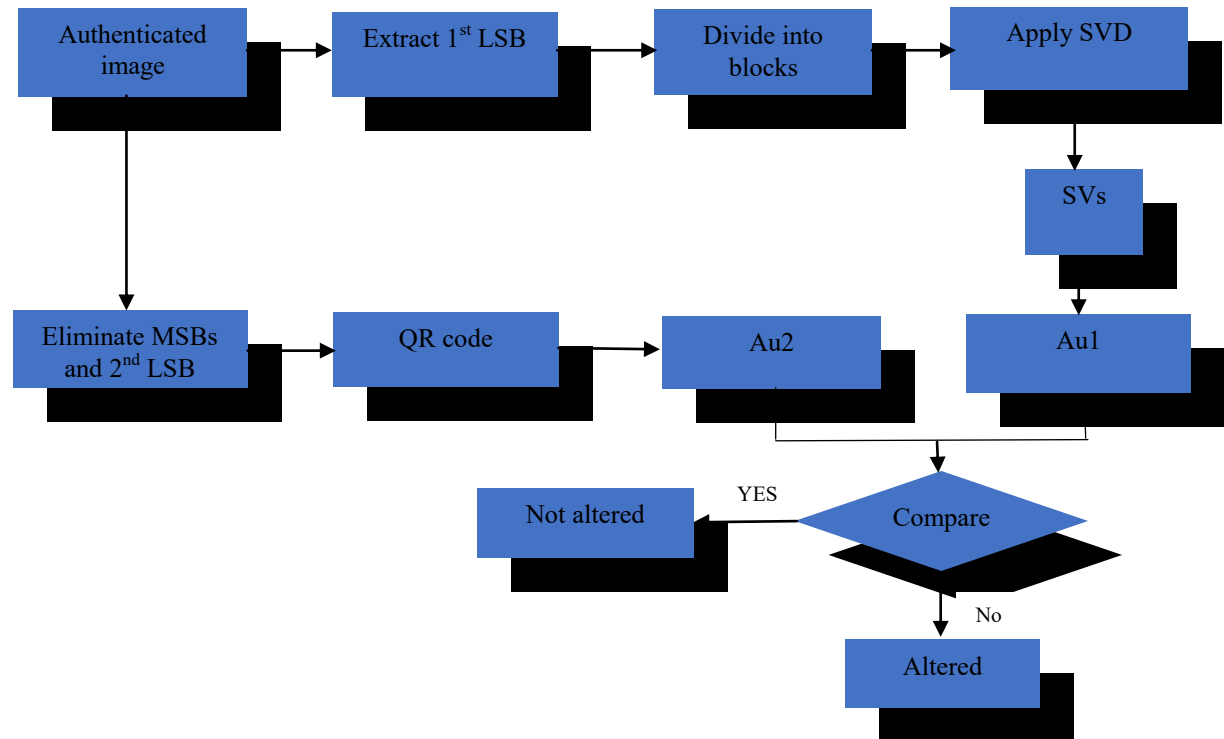 Authenticated
image
Extract 1st LSB
Divide into
blocks
Apply SVD
SVs
Eliminate MSBs
and 2nd LSB
QR code
Au2
Au1
YES
Not altered
Compare
No
Altered